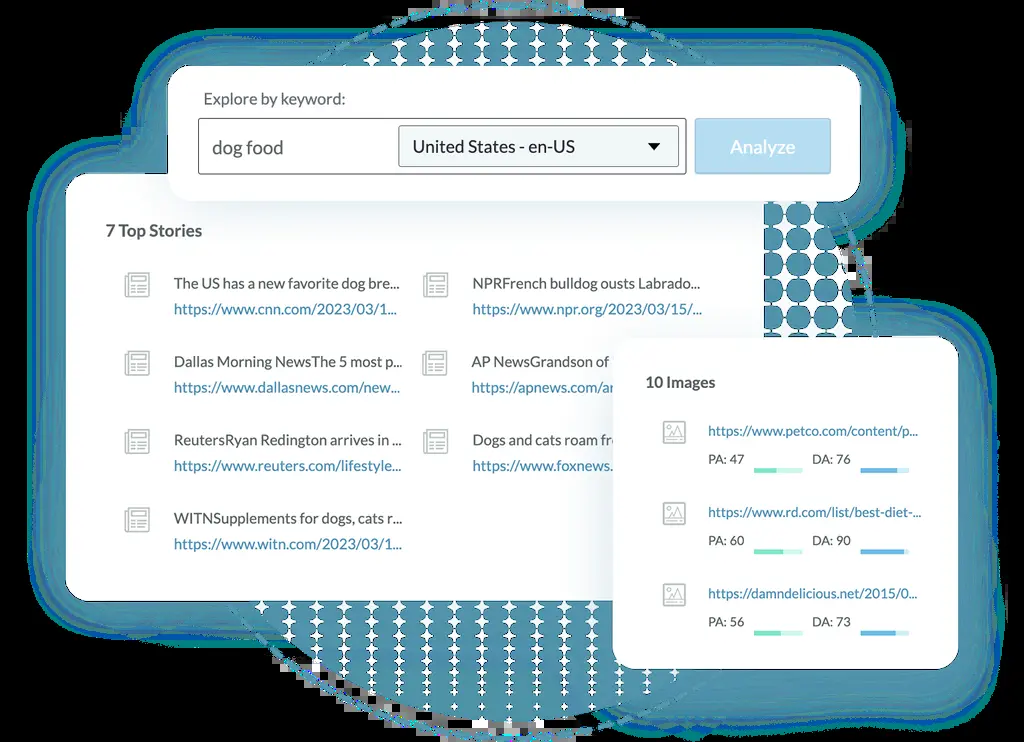 Explore by keyword:
dog food
United States - en-US
Analyze
7 Top Stories
The US has a new favorite dog bre...
https://www.cnn.com/2023/03/1...
NPRFrench bulldog ousts Labrado...
https://www.npr.org/2023/03/15/...
Dallas Morning NewsThe 5 most p...
https://www.dallasnews.com/new...
AP NewsGrandson of
https://apnews.com/ar
ReutersRyan Redington arrives in ...
https://www.reuters.com/lifestyle...
Dogs and cats roam fr
https://www.foxnews.
WITNSupplements for dogs, cats r...
https://www.witn.com/2023/03/1...
10 Images
https://www.petco.com/content/p...
PA: 47 DA: 76
https://www.rd.com/list/best-diet-...
PA: 60 DA: 90
https://damndelicious.net/2015/0...
PA: 56 DA: 73